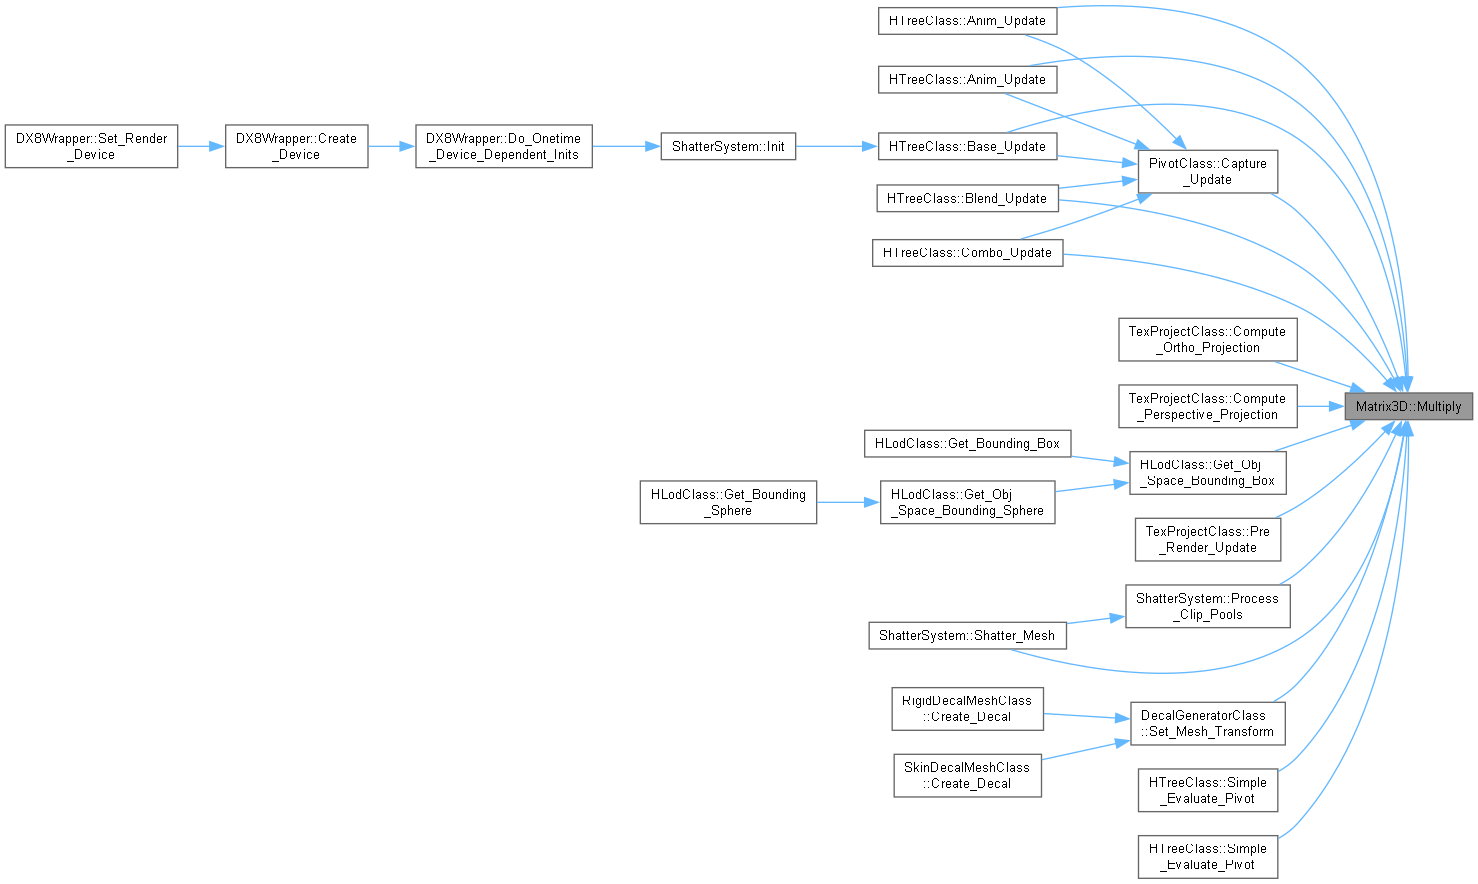 HTreeClass::Anim_Update
HTreeClass::Anim_Update
DX8Wrapper::Set_Render
_Device
DX8Wrapper::Create
_Device
DX8Wrapper::Do_Onetime
_Device_Dependent_Inits
ShatterSystem::Init
HTreeClass::Base_Update
PivotClass::Capture
_Update
HTreeClass::Blend_Update
HTreeClass::Combo_Update
TexProjectClass::Compute
_Ortho_Projection
TexProjectClass::Compute
_Perspective_Projection
Matrix3D::Multiply
HLodClass::Get_Bounding_Box
HLodClass::Get_Obj
_Space_Bounding_Box
HLodClass::Get_Bounding
_Sphere
HLodClass::Get_Obj
_Space_Bounding_Sphere
TexProjectClass::Pre
_Render_Update
ShatterSystem::Process
_Clip_Pools
ShatterSystem::Shatter_Mesh
RigidDecalMeshClass
::Create_Decal
DecalGeneratorClass
::Set_Mesh_Transform
SkinDecalMeshClass
::Create_Decal
HTreeClass::Simple
_Evaluate_Pivot
HTreeClass::Simple
_Evaluate_Pivot